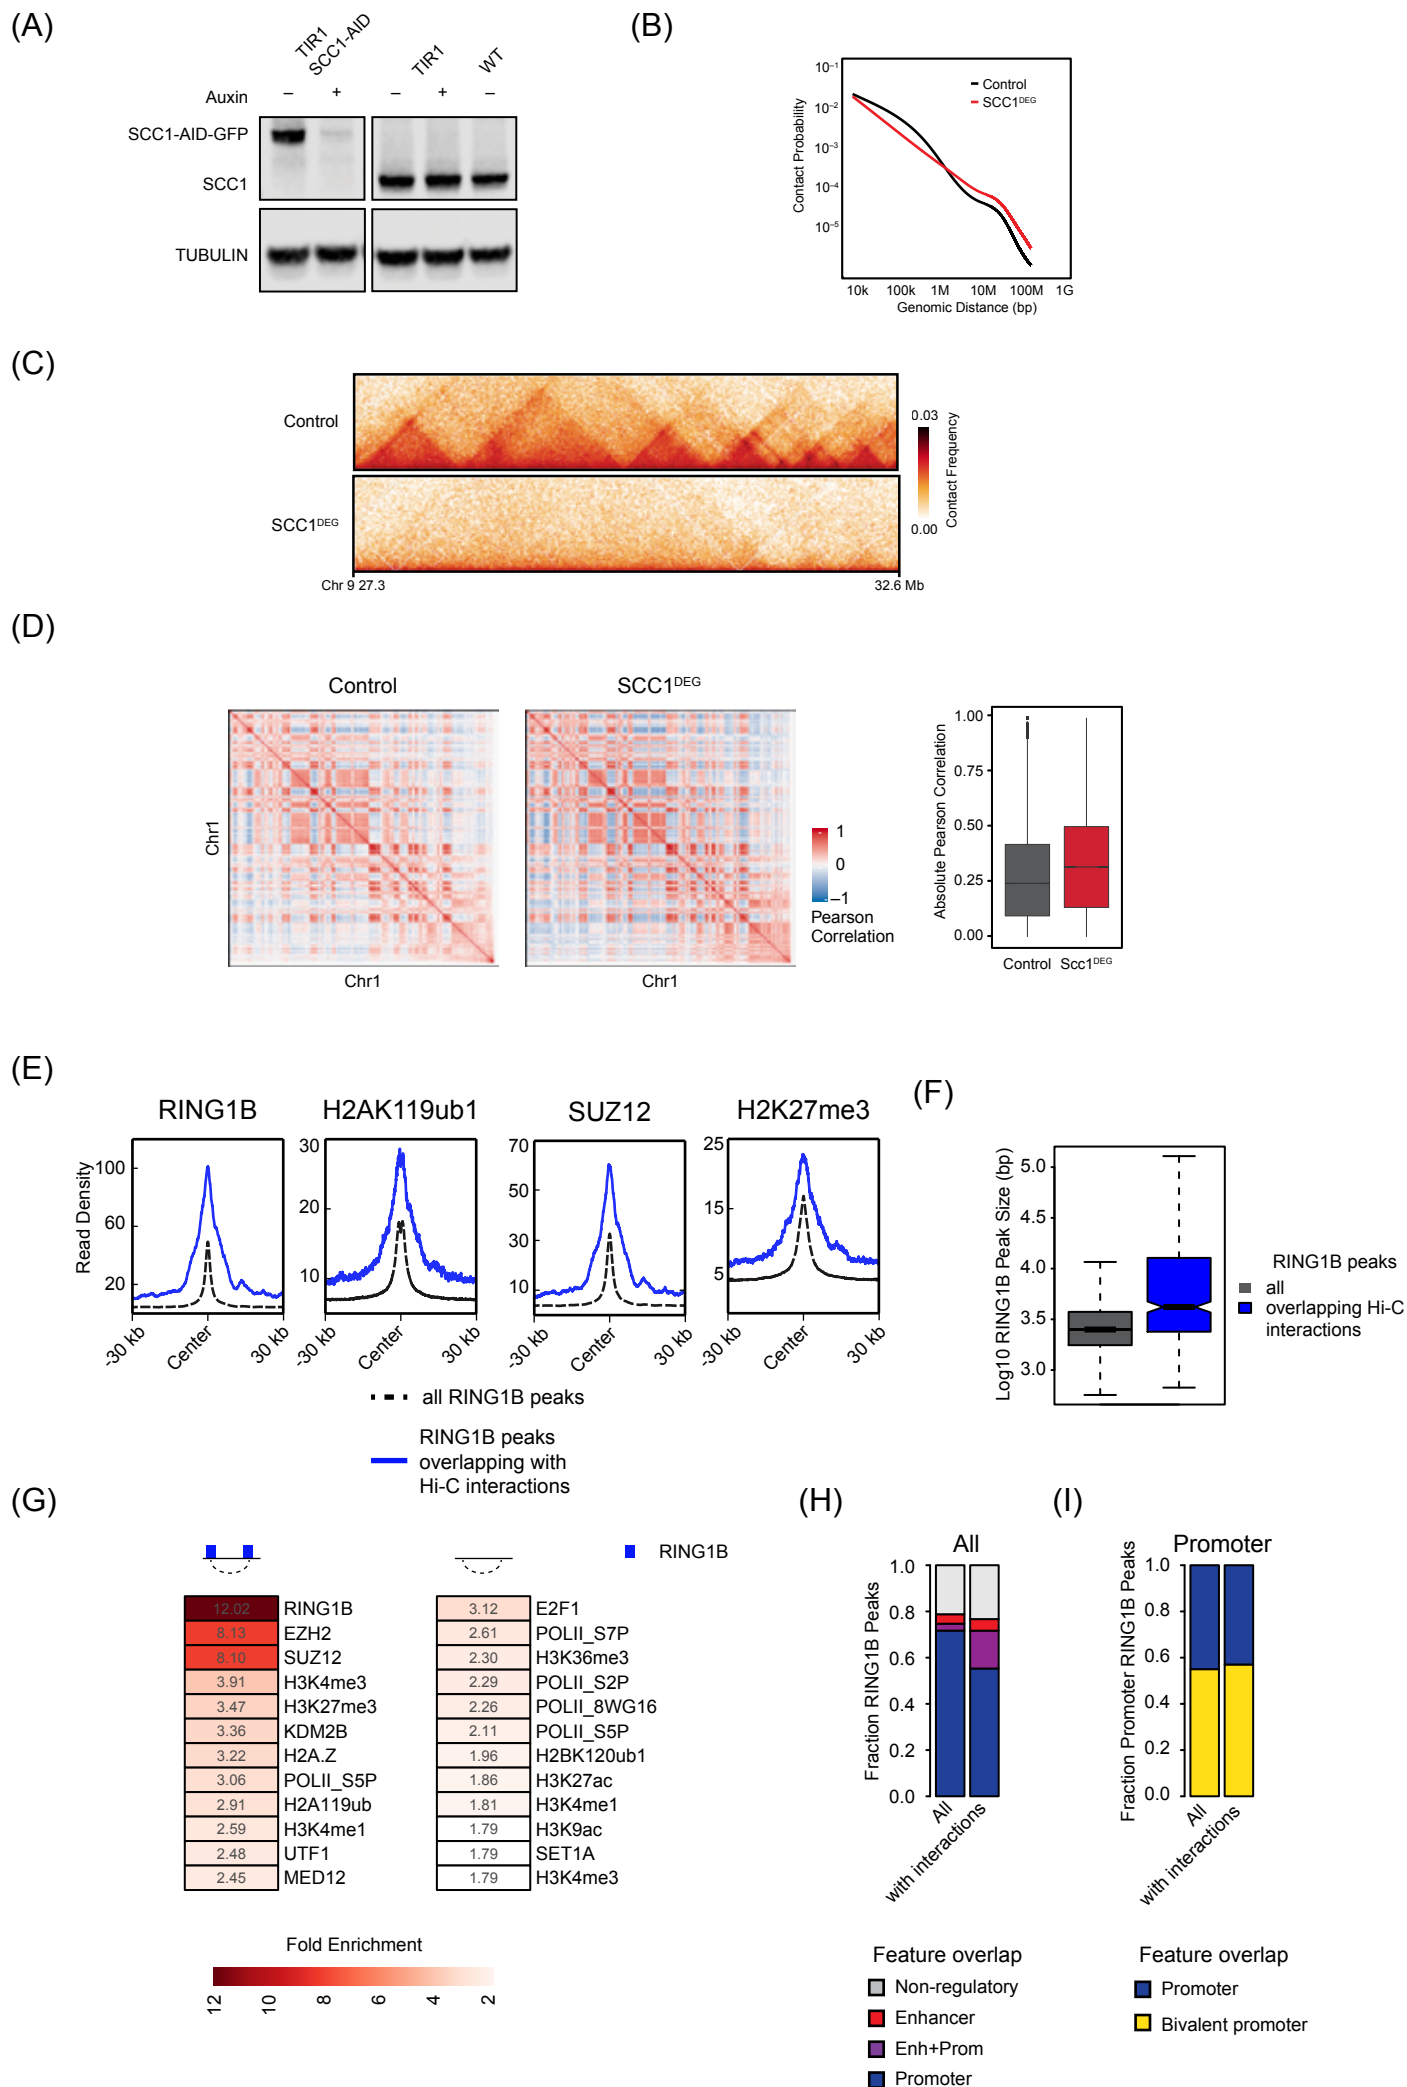 (A)
TIR1
SCC1-AID
TIR1
WT
Auxin
– + – + –
SCC1-AID-GFP
SCC1
TUBULIN
(B)
Contact Probability
10⁻¹
10⁻²
10⁻³
10⁻⁴
10⁻⁵
Control
SCC1ᴰᴱᴳ
10k 100k 1M 10M 100M 1G
Genomic Distance (bp)
(C)
Control
SCC1ᴰᴱᴳ
Chr 9 27.3
32.6 Mb
0.03
0.00
Contact Frequency
(D)
Control
SCC1ᴰᴱᴳ
Chr1
Chr1
Chr1
1
0
–1
Pearson
Correlation
Absolute Pearson Correlation
1.00
0.75
0.50
0.25
0.00
Control Scc1ᴰᴱᴳ
(E)
RING1B
H2AK119ub1
SUZ12
H2K27me3
Read Density
100
60
20
30
20
10
70
50
30
10
25
15
5
-30 kb Center 30 kb
-30 kb Center 30 kb
-30 kb Center 30 kb
-30 kb Center 30 kb
all RING1B peaks
RING1B peaks
overlapping with
Hi-C interactions
(F)
Log10 RING1B Peak Size (bp)
5.0
4.5
4.0
3.5
3.0
RING1B peaks
all
overlapping Hi-C
interactions
(G)
RING1B
12.02 RING1B
8.13 EZH2
8.10 SUZ12
3.91 H3K4me3
3.47 H3K27me3
3.36 KDM2B
3.22 H2A.Z
3.06 POLII_S5P
2.91 H2A119ub
2.59 H3K4me1
2.48 UTF1
2.45 MED12
3.12 E2F1
2.61 POLII_S7P
2.30 H3K36me3
2.29 POLII_S2P
2.26 POLII_8WG16
2.11 POLII_S5P
1.96 H2BK120ub1
1.86 H3K27ac
1.81 H3K4me1
1.79 H3K9ac
1.79 SET1A
1.79 H3K4me3
Fold Enrichment
12 10 8 6 4 2
(H)
All
Fraction RING1B Peaks
1.0
0.8
0.6
0.4
0.2
0.0
All
with interactions
Feature overlap
Non-regulatory
Enhancer
Enh+Prom
Promoter
(I)
Promoter
Fraction Promoter RING1B Peaks
1.0
0.8
0.6
0.4
0.2
0.0
All
with interactions
Feature overlap
Promoter
Bivalent promoter